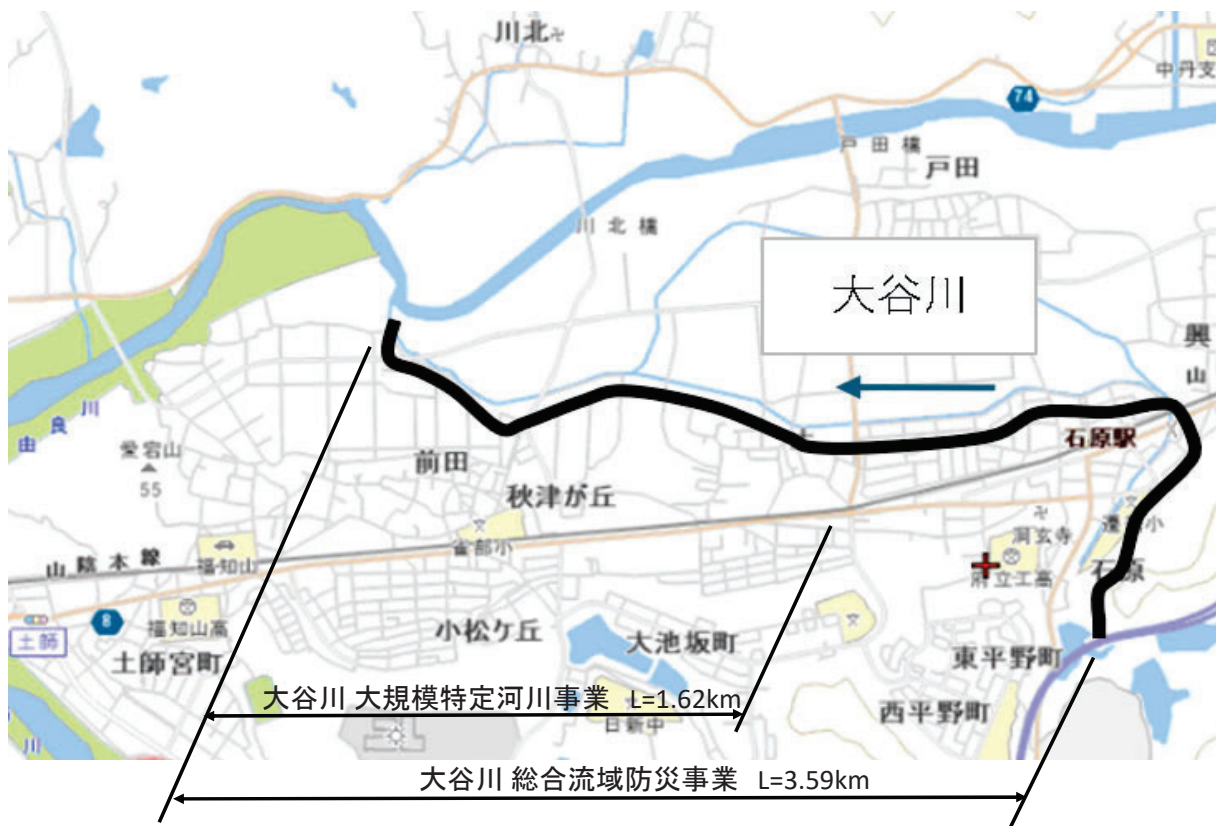 川北
中丹支
74
戸田橋
戸田
川北橋
大谷川
興
山
由良川
愛宕山
55
前田
石原駅
秋津が丘
洞玄寺
遷喬小
雀部小
山陰本線
福知山
府立工高
石原
8
福知山高
土師
小松ケ丘
大池坂町
東平野町
土師宮町
大谷川 大規模特定河川事業 L=1.62km
西平野町
日新中
川
大谷川 総合流域防災事業 L=3.59km